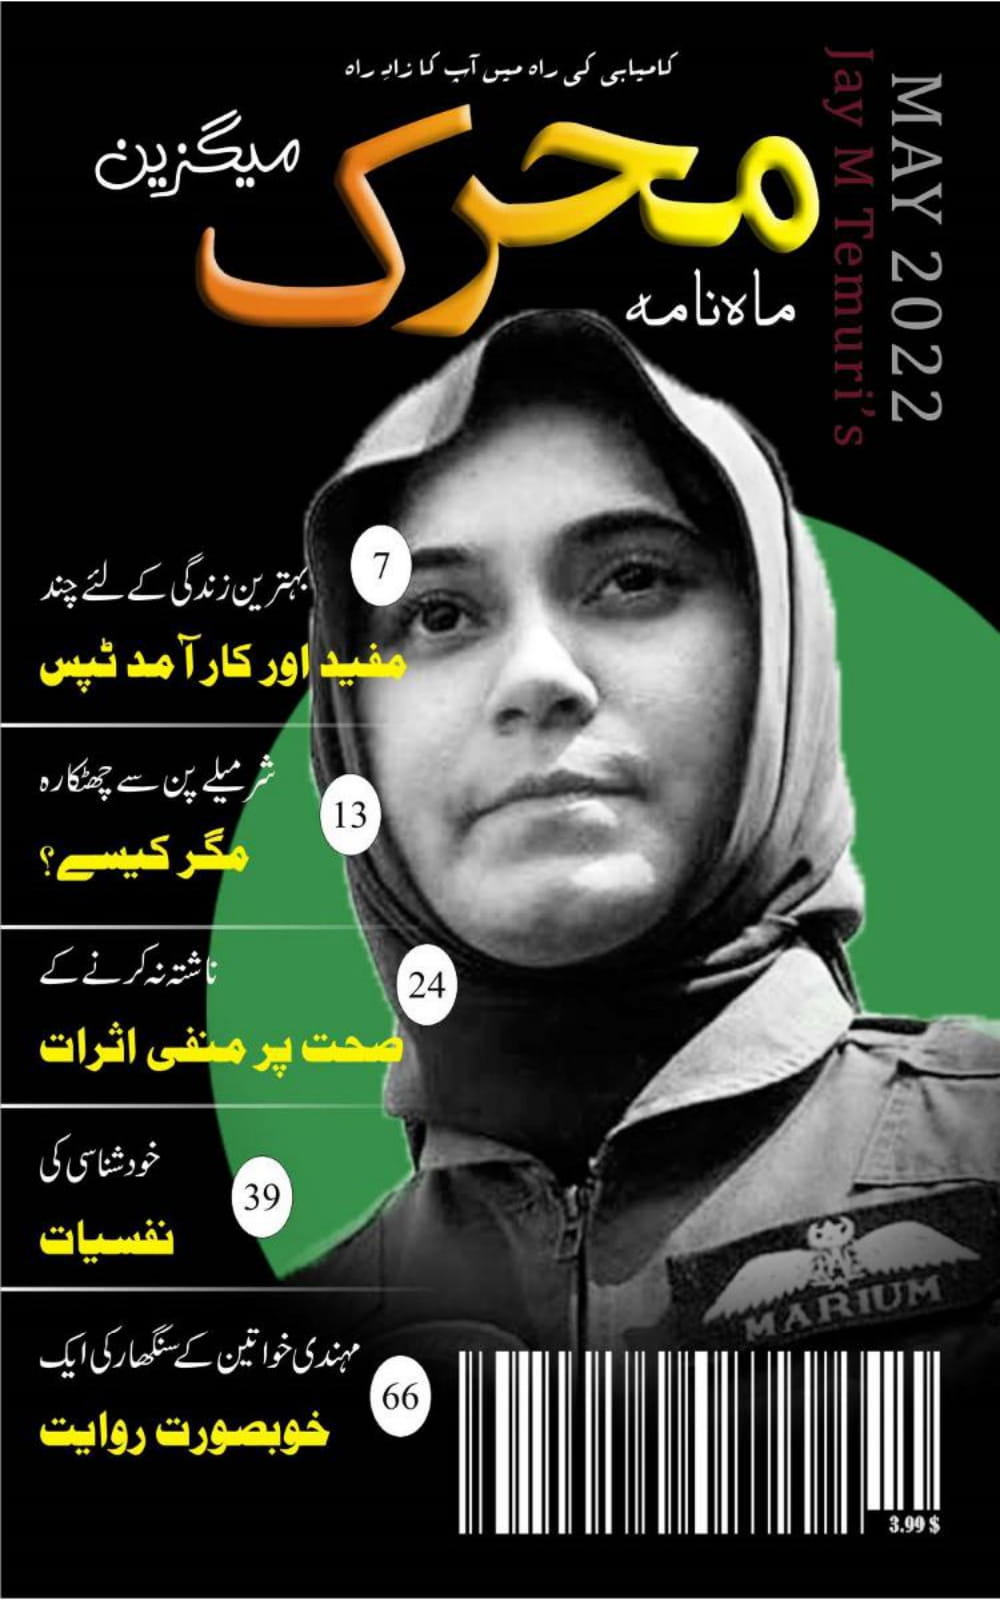 کامیابی کی راہ میں آپ کا زادِ راہ
محرک
میگزین
ماہ نامہ
MAY 2022
Jay M Temuri's
7
بہترین زندگی کے لئے چند
مفید اور کارآمد ٹپس
13
شرمیلے پن سے چھٹکارہ
مگر کیسے؟
24
ناشتہ نہ کرنے کے
صحت پر منفی اثرات
39
خودشناسی کی
نفسیات
66
مہندی خواتین کے سنگھار کی ایک
خوبصورت روایت
MARIUM
3.99 $